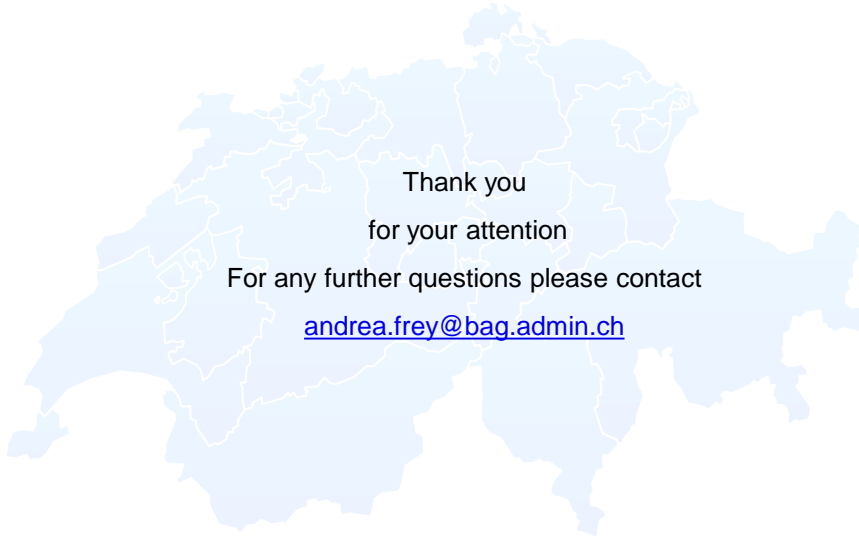 Thank you
for your attention
For any further questions please contact
andrea.frey@bag.admin.ch